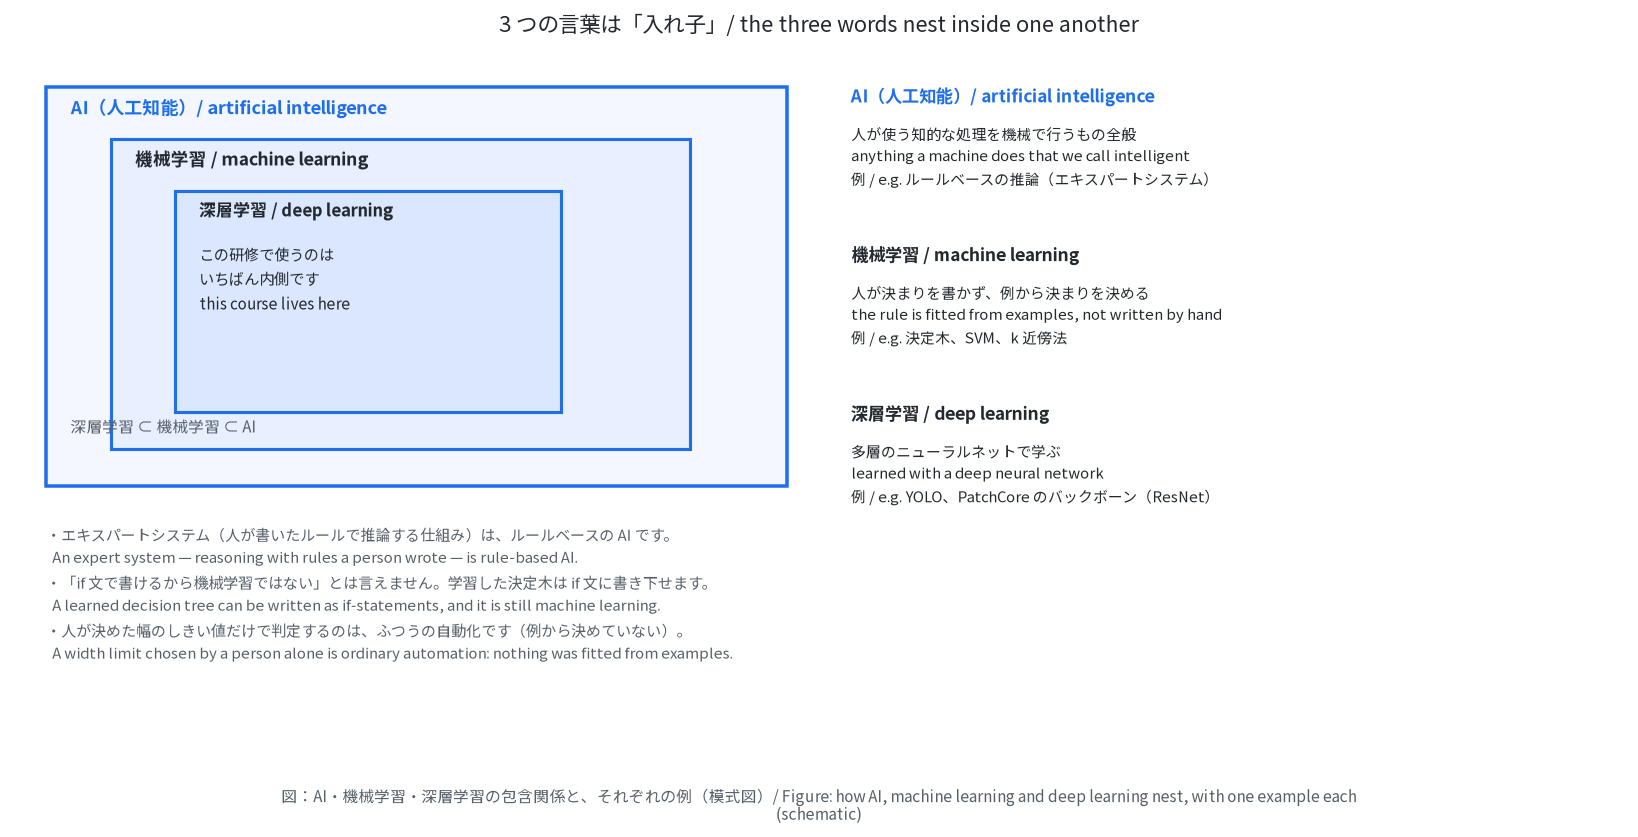 3 つの言葉は「入れ子」/ the three words nest inside one another
AI（人工知能）/ artificial intelligence
機械学習 / machine learning
深層学習 / deep learning
この研修で使うのは
いちばん内側です
this course lives here
深層学習 ⊂ 機械学習 ⊂ AI
AI（人工知能）/ artificial intelligence
人が使う知的な処理を機械で行うもの全般
anything a machine does that we call intelligent
例 / e.g. ルールベースの推論（エキスパートシステム）
機械学習 / machine learning
人が決まりを書かず、例から決まりを決める
the rule is fitted from examples, not written by hand
例 / e.g. 決定木、SVM、k 近傍法
深層学習 / deep learning
多層のニューラルネットで学ぶ
learned with a deep neural network
例 / e.g. YOLO、PatchCore のバックボーン（ResNet）
・エキスパートシステム（人が書いたルールで推論する仕組み）は、ルールベースの AI です。
An expert system — reasoning with rules a person wrote — is rule-based AI.
・「if 文で書けるから機械学習ではない」とは言えません。学習した決定木は if 文に書き下せます。
A learned decision tree can be written as if-statements, and it is still machine learning.
・人が決めた幅のしきい値だけで判定するのは、ふつうの自動化です（例から決めていない）。
A width limit chosen by a person alone is ordinary automation: nothing was fitted from examples.
図：AI・機械学習・深層学習の包含関係と、それぞれの例（模式図）/ Figure: how AI, machine learning and deep learning nest, with one example each
(schematic)